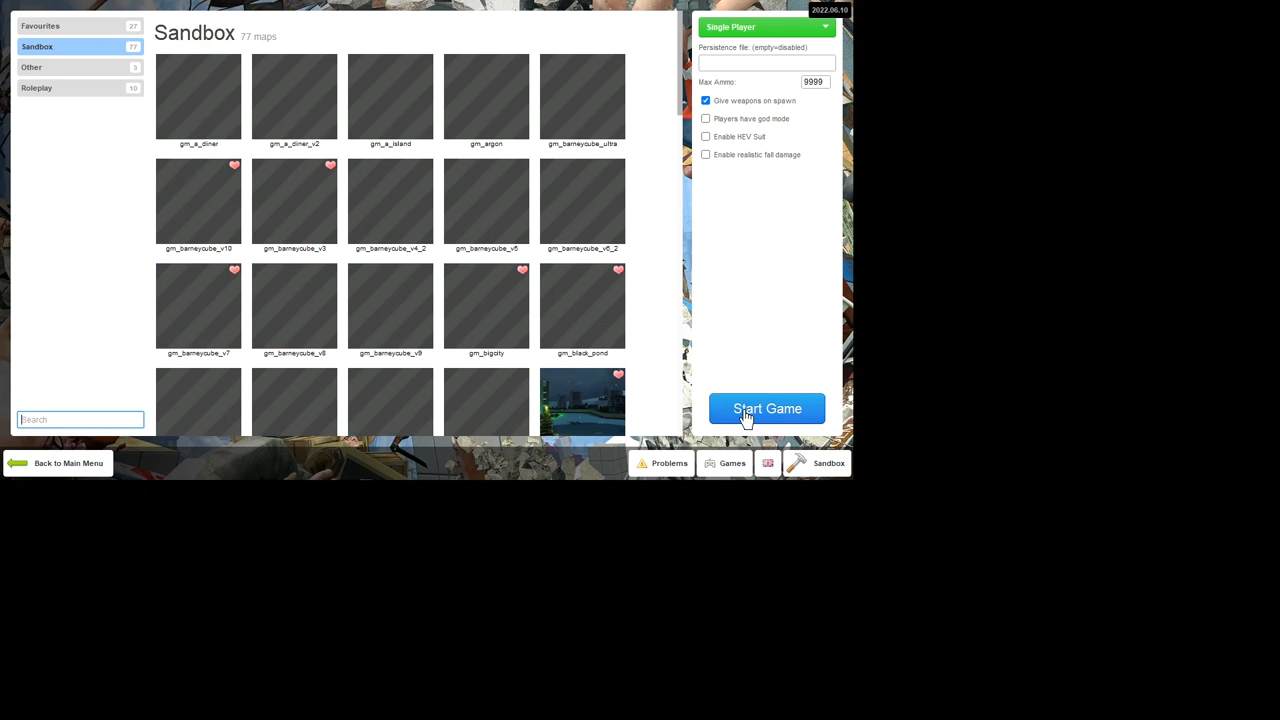 2022.06.10
Favourites 27
Sandbox 77
Other 3
Roleplay 10
Search
Sandbox 77 maps
gm_a_diner gm_a_diner_v2 gm_a_island gm_argon gm_barneycube_ultra
gm_barneycube_v10 gm_barneycube_v3 gm_barneycube_v4_2 gm_barneycube_v5 gm_barneycube_v6_2
gm_barneycube_v7 gm_barneycube_v8 gm_barneycube_v9 gm_bigcity gm_black_pond
Single Player
Persistence file: (empty=disabled)
Max Ammo: 9999
Give weapons on spawn
Players have god mode
Enable HEV Suit
Enable realistic fall damage
Start Game
Back to Main Menu
Problems
Games
Sandbox